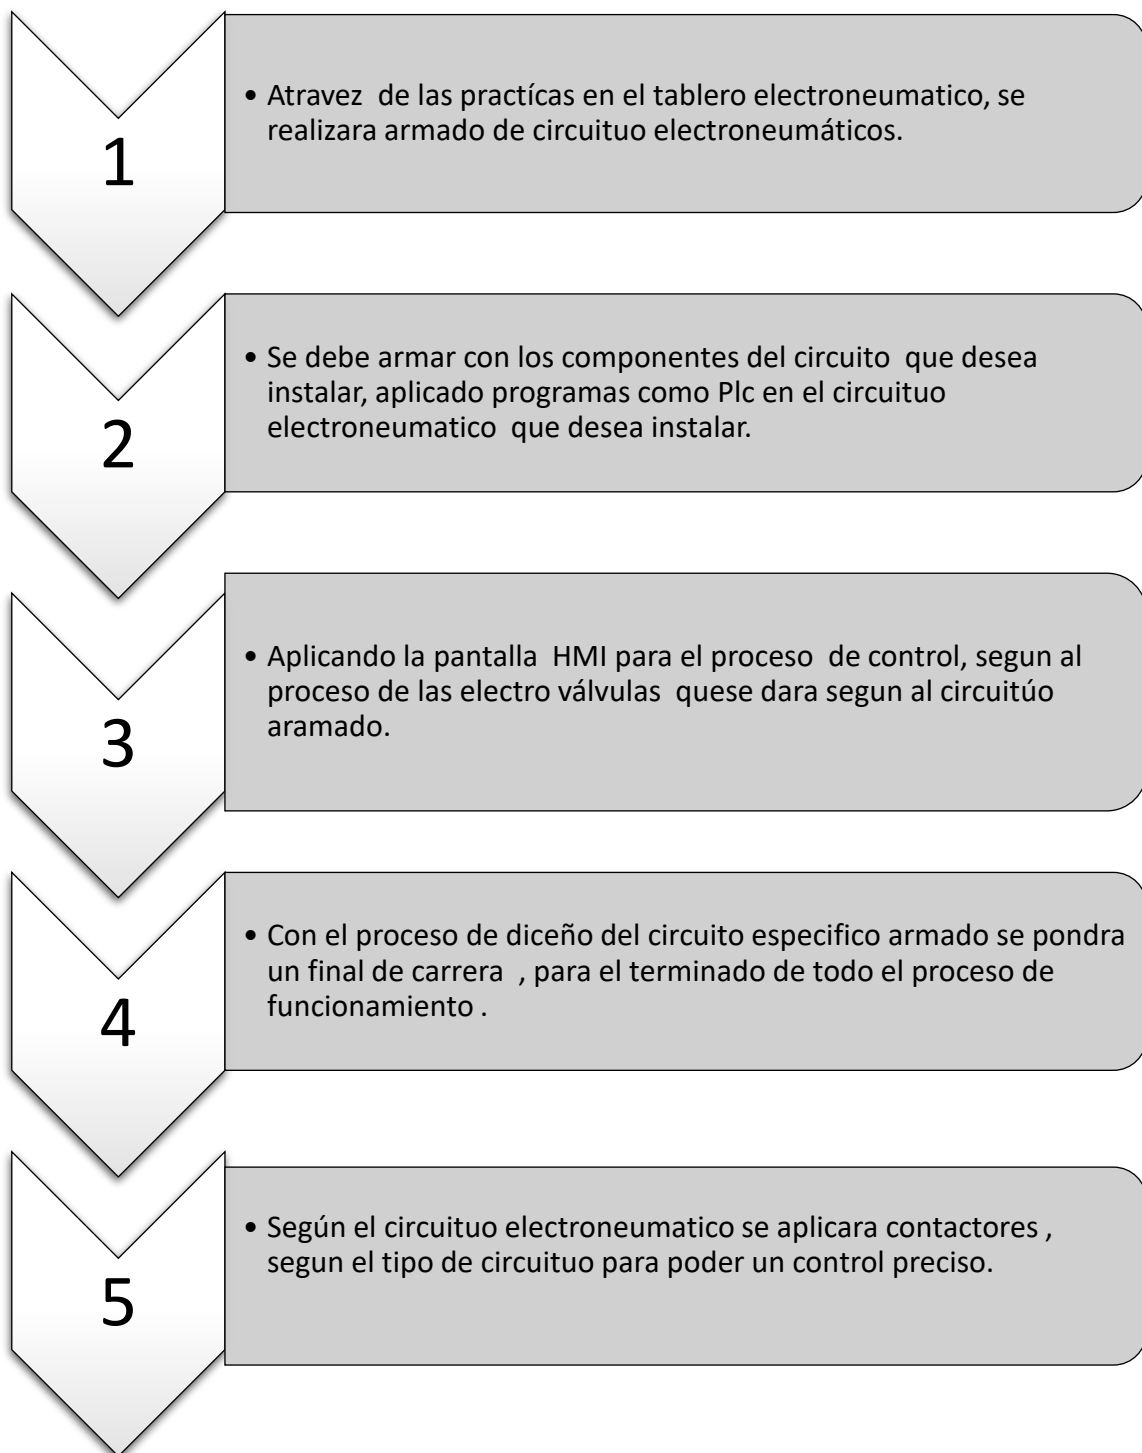 1
• Atravez de las practícas en el tablero electroneumatico, se
realizara armado de circuituo electroneumáticos.
2
• Se debe armar con los componentes del circuito que desea
instalar, aplicado programas como Plc en el circuituo
electroneumatico que desea instalar.
3
• Aplicando la pantalla HMI para el proceso de control, segun al
proceso de las electro válvulas quese dara segun al circuitúo
aramado.
4
• Con el proceso de diceño del circuito especifico armado se pondra
un final de carrera , para el terminado de todo el proceso de
funcionamiento .
5
• Según el circuituo electroneumatico se aplicara contactores ,
segun el tipo de circuituo para poder un control preciso.